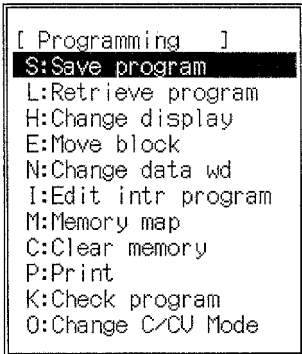 [ Programming ]
S:Save program
L:Retrieve program
H:Change display
E:Move block
N:Change data wd
I:Edit intr program
M:Memory map
C:Clear memory
P:Print
K:Check program
O:Change C/CV Mode